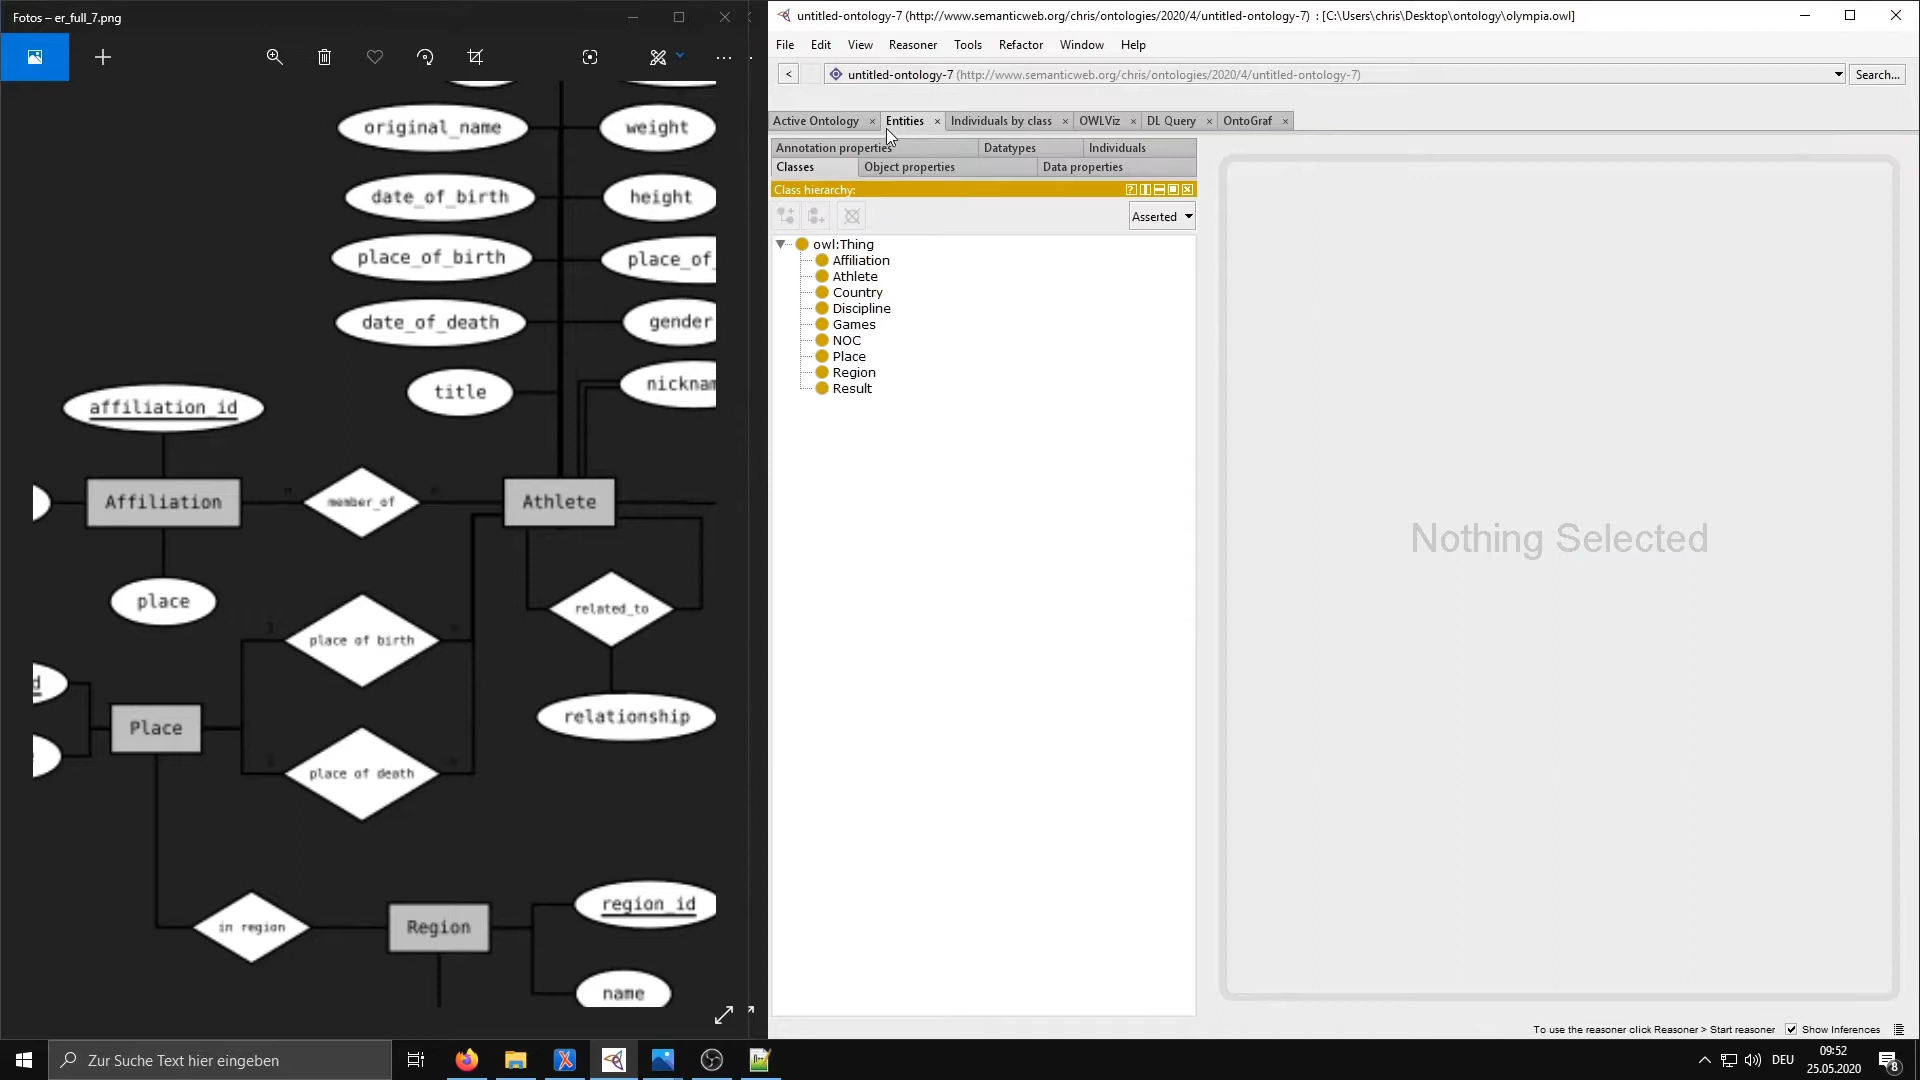 Fotos – er_full_7.png
original_name
weight
date_of_birth
height
place_of_birth
place_of_
date_of_death
gender
title
nicknam
affiliation_id
Affiliation
member_of
Athlete
place
related_to
place of birth
relationship
d
Place
place of death
region_id
in region
Region
name
untitled-ontology-7 (http://www.semanticweb.org/chris/ontologies/2020/4/untitled-ontology-7) : [C:\Users\chris\Desktop\ontology\olympia.owl]
File Edit View Reasoner Tools Refactor Window Help
< untitled-ontology-7 (http://www.semanticweb.org/chris/ontologies/2020/4/untitled-ontology-7) Search...
Active Ontology × Entities × Individuals by class × OWLViz × DL Query × OntoGraf ×
Annotation properties Datatypes Individuals
Classes Object properties Data properties
Class hierarchy:
Asserted
owl:Thing
Affiliation
Athlete
Country
Discipline
Games
NOC
Place
Region
Result
Nothing Selected
To use the reasoner click Reasoner > Start reasoner Show Inferences
Zur Suche Text hier eingeben
DEU
09:52
25.05.2020
8